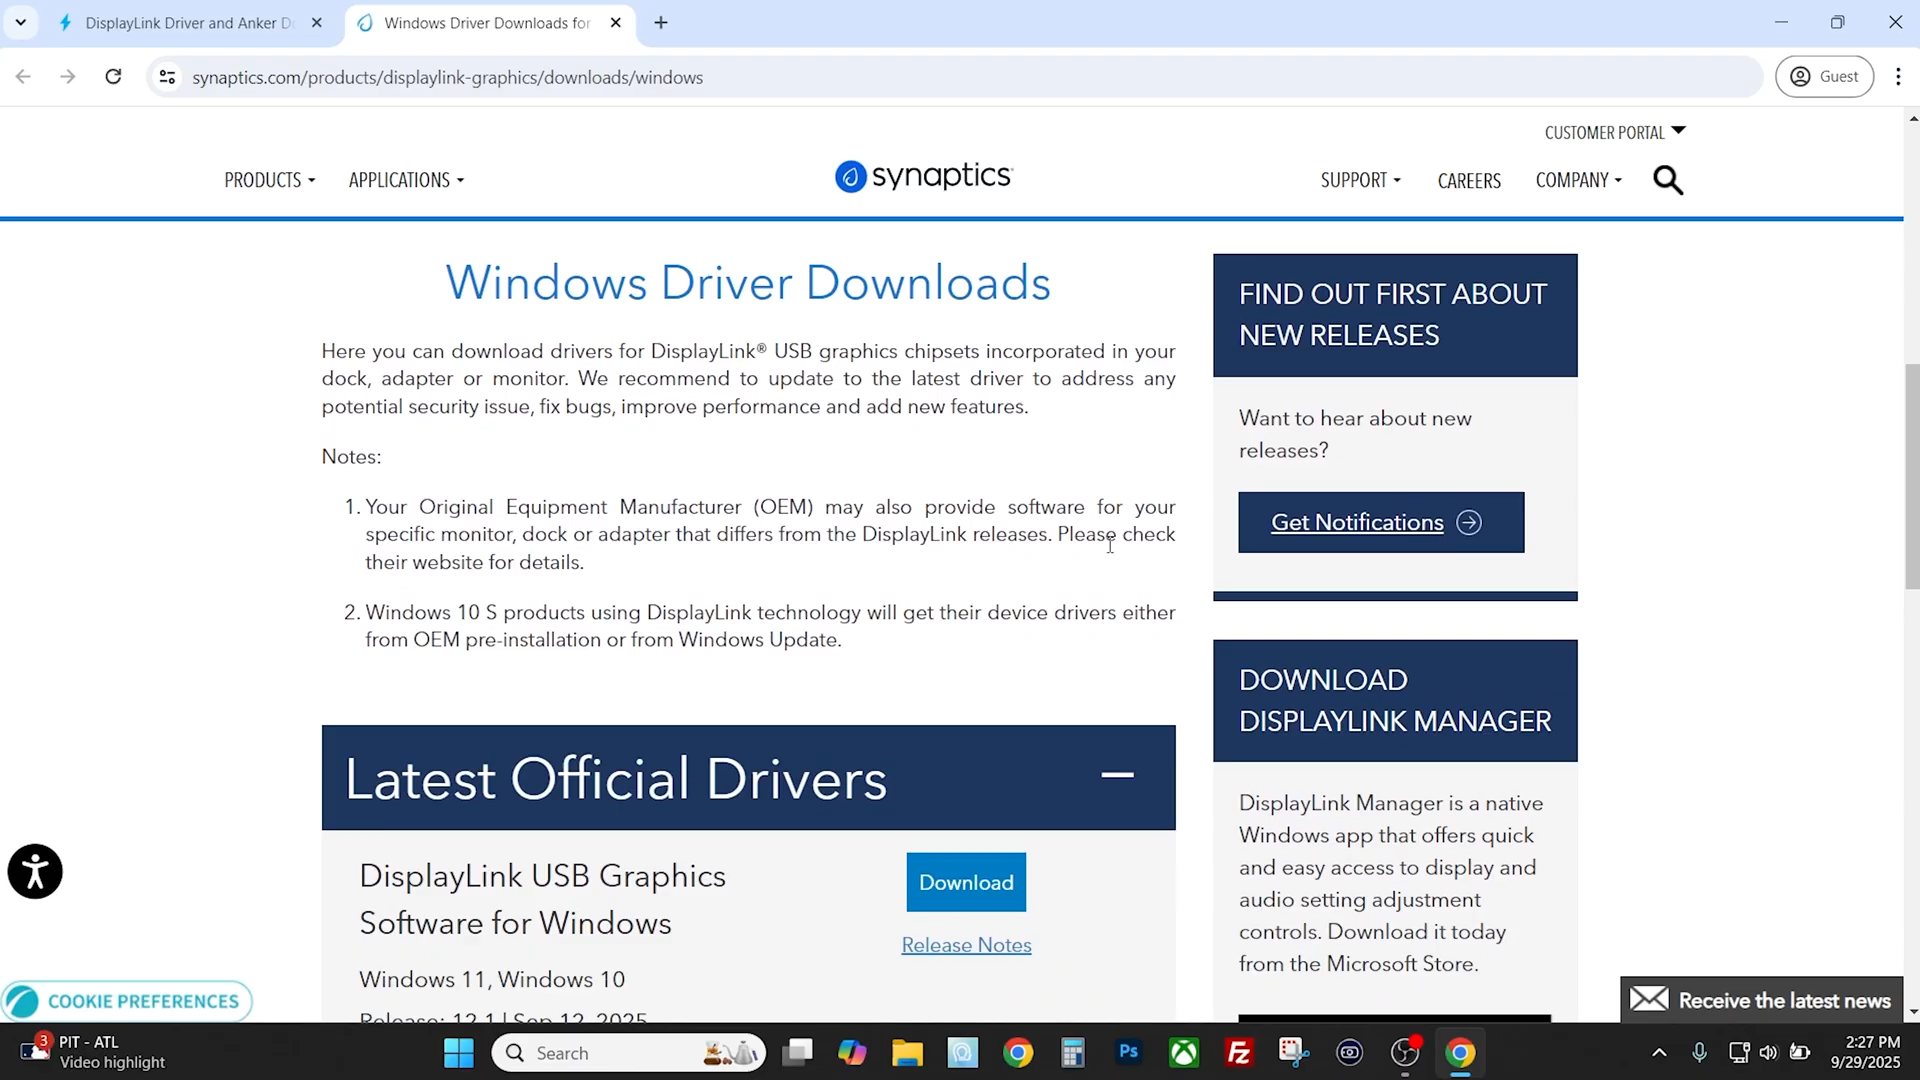 DisplayLink Driver and Anker Do
Windows Driver Downloads for
synaptics.com/products/displaylink-graphics/downloads/windows
Guest
CUSTOMER PORTAL
PRODUCTS
APPLICATIONS
synaptics
SUPPORT
CAREERS
COMPANY
Windows Driver Downloads
Here you can download drivers for DisplayLink® USB graphics chipsets incorporated in your
dock, adapter or monitor. We recommend to update to the latest driver to address any
potential security issue, fix bugs, improve performance and add new features.
Notes:
1. Your Original Equipment Manufacturer (OEM) may also provide software for your
specific monitor, dock or adapter that differs from the DisplayLink releases. Please check
their website for details.
2. Windows 10 S products using DisplayLink technology will get their device drivers either
from OEM pre-installation or from Windows Update.
Latest Official Drivers
DisplayLink USB Graphics
Software for Windows
Windows 11, Windows 10
Release: 12.1 | Sep 12, 2025
Download
Release Notes
FIND OUT FIRST ABOUT
NEW RELEASES
Want to hear about new
releases?
Get Notifications
DOWNLOAD
DISPLAYLINK MANAGER
DisplayLink Manager is a native
Windows app that offers quick
and easy access to display and
audio setting adjustment
controls. Download it today
from the Microsoft Store.
COOKIE PREFERENCES
Receive the latest news
3
PIT - ATL
Video highlight
Search
Ps
Fz
2:27 PM
9/29/2025